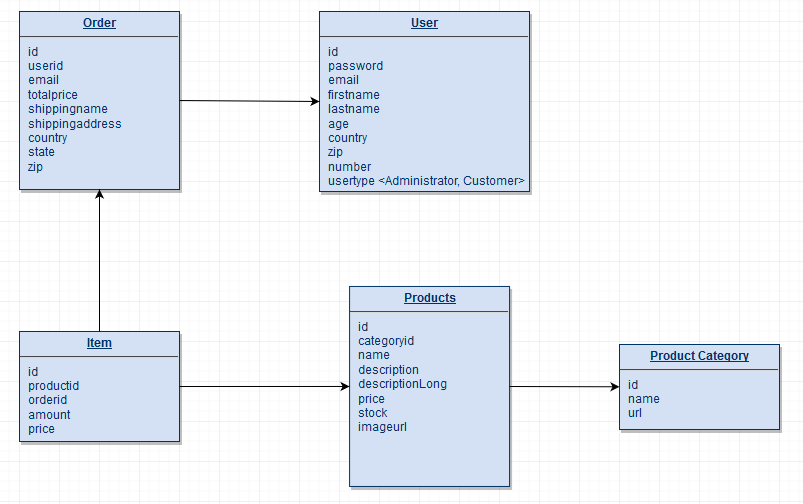 Order
id
userid
email
totalprice
shippingname
shippingaddress
country
state
zip
User
id
password
email
firstname
lastname
age
country
zip
number
usertype <Administrator, Customer>
Item
id
productid
orderid
amount
price
Products
id
categoryid
name
description
descriptionLong
price
stock
imageurl
Product Category
id
name
url